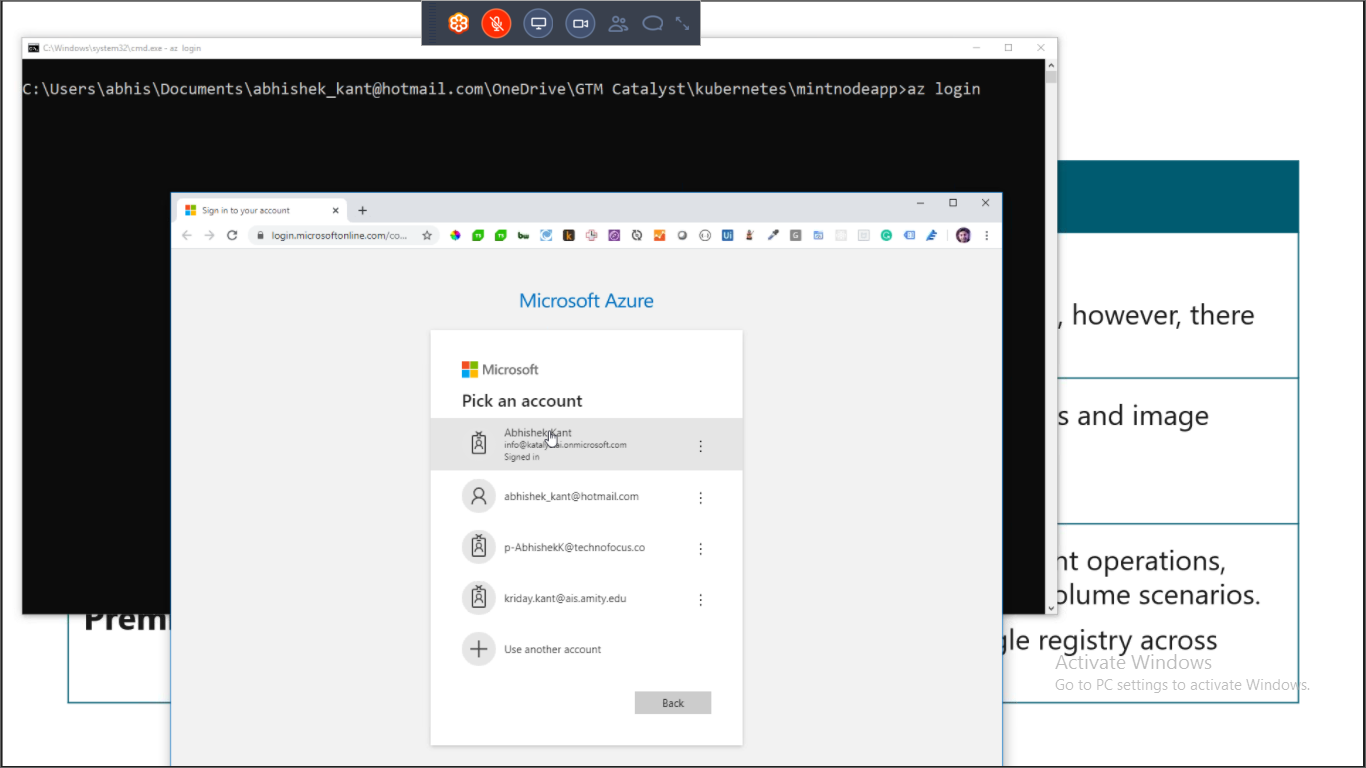 C:\Windows\system32\cmd.exe - az login
C:\Users\abhis\Documents\abhishek_kant@hotmail.com\OneDrive\GTM Catalyst\kubernetes\mintnodeapp>az login
Sign in to your account
login.microsoftonline.com/co...
Microsoft Azure
Microsoft
Pick an account
Abhishek Kant
onmicrosoft.com
Signed in
abhishek_kant@hotmail.com
p-AbhishekK@technofocus.co
kriday.kant@ais.amity.edu
Use another account
Back
, however, there
s and image
nt operations,
olume scenarios.
gle registry across
Prem
Activate Windows
Go to PC settings to activate Windows.